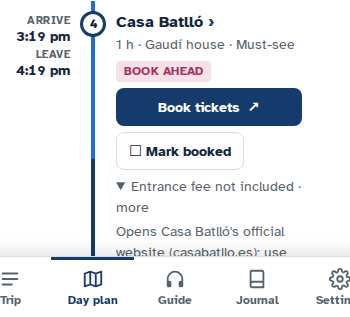 ARRIVE
3:19 pm
LEAVE
4:19 pm
4
Casa Batlló ›
1 h · Gaudí house · Must-see
BOOK AHEAD
Book tickets ↗
☐ Mark booked
▼ Entrance fee not included ·
more
Opens Casa Batlló's official
website (casabatllo.es); use
Trip
Day plan
Guide
Journal
Settin